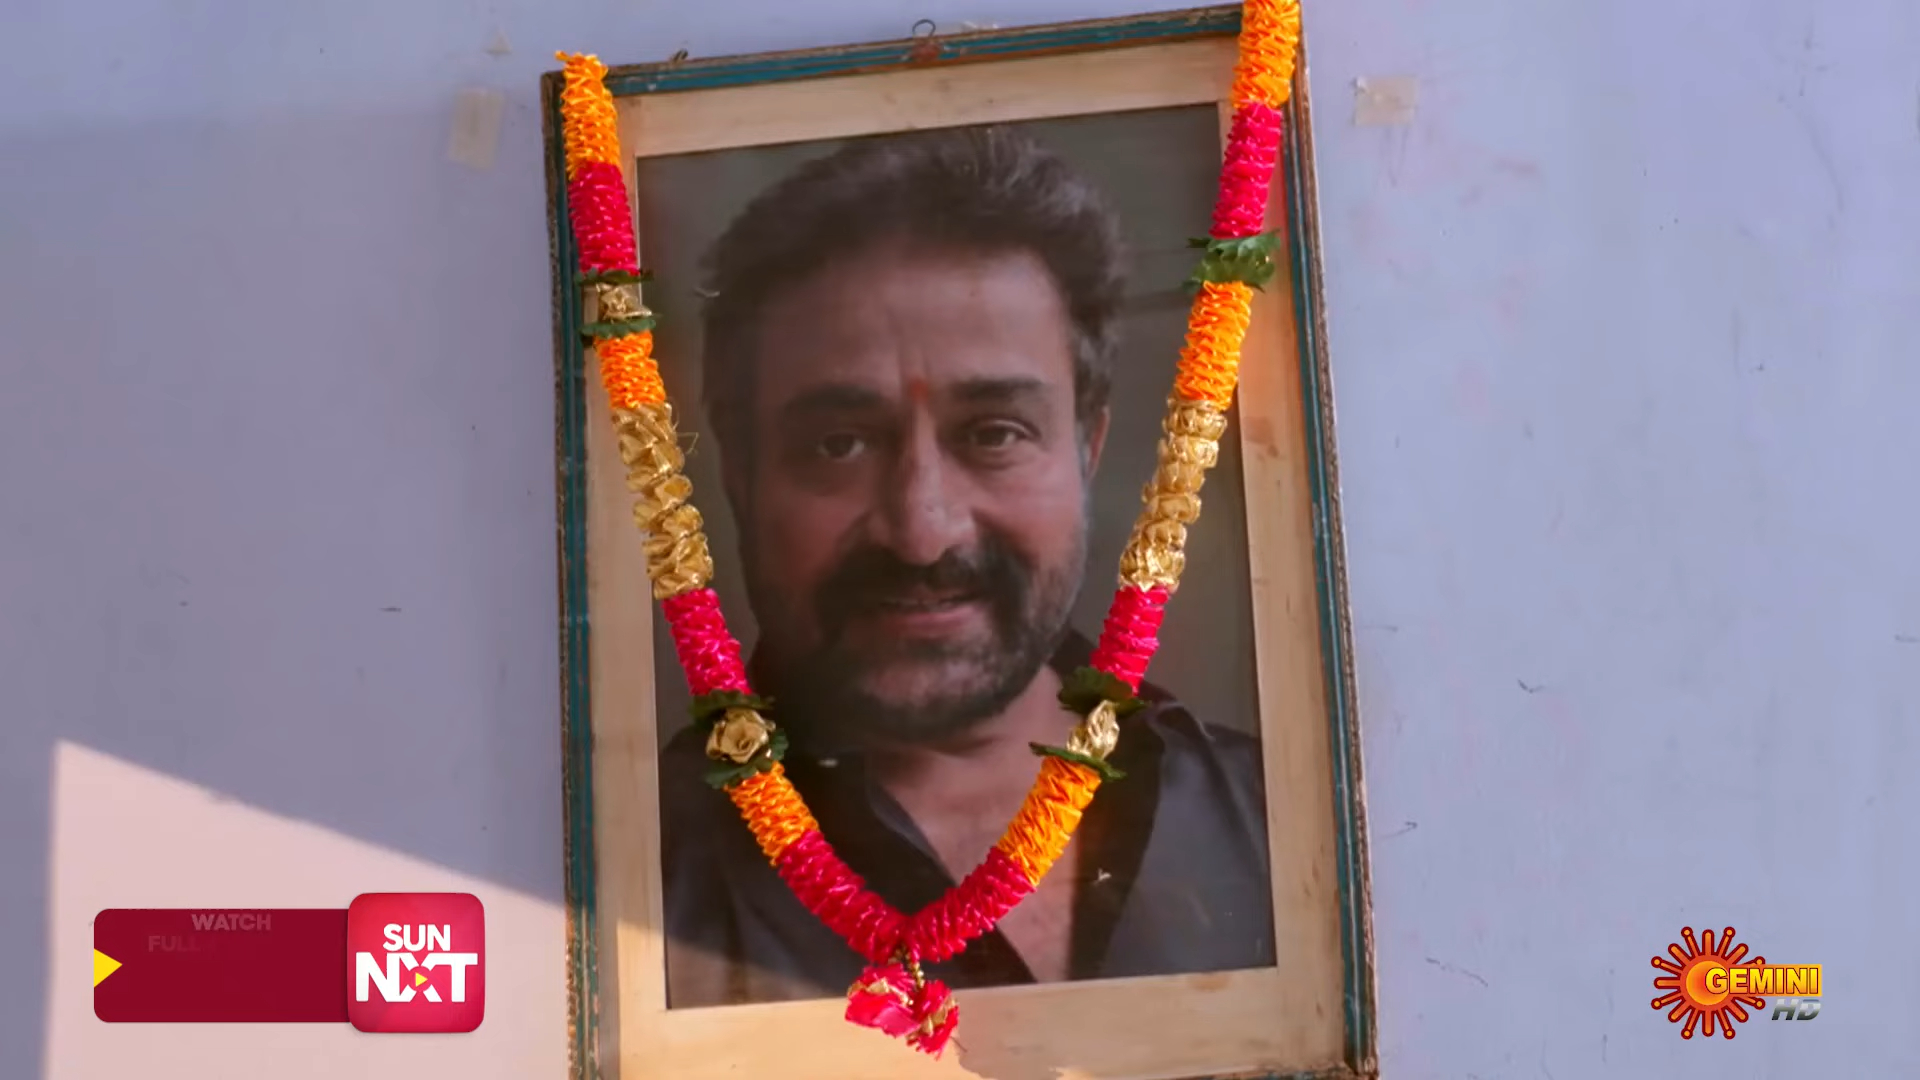 WATCH
FULL
SUN
NXT
GEMINI
HD